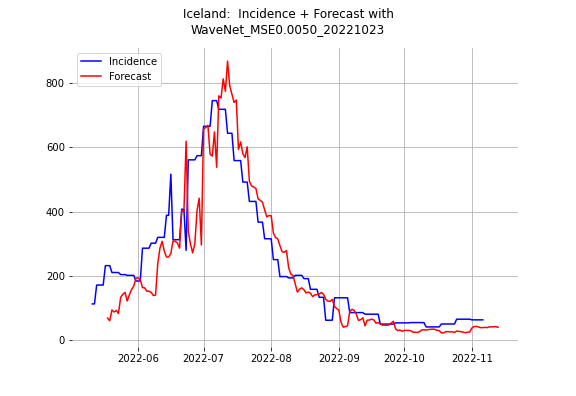 Iceland:  Incidence + Forecast with
WaveNet_MSE0.0050_20221023
Incidence
Forecast
800
600
400
200
0
2022-06 2022-07 2022-08 2022-09 2022-10 2022-11